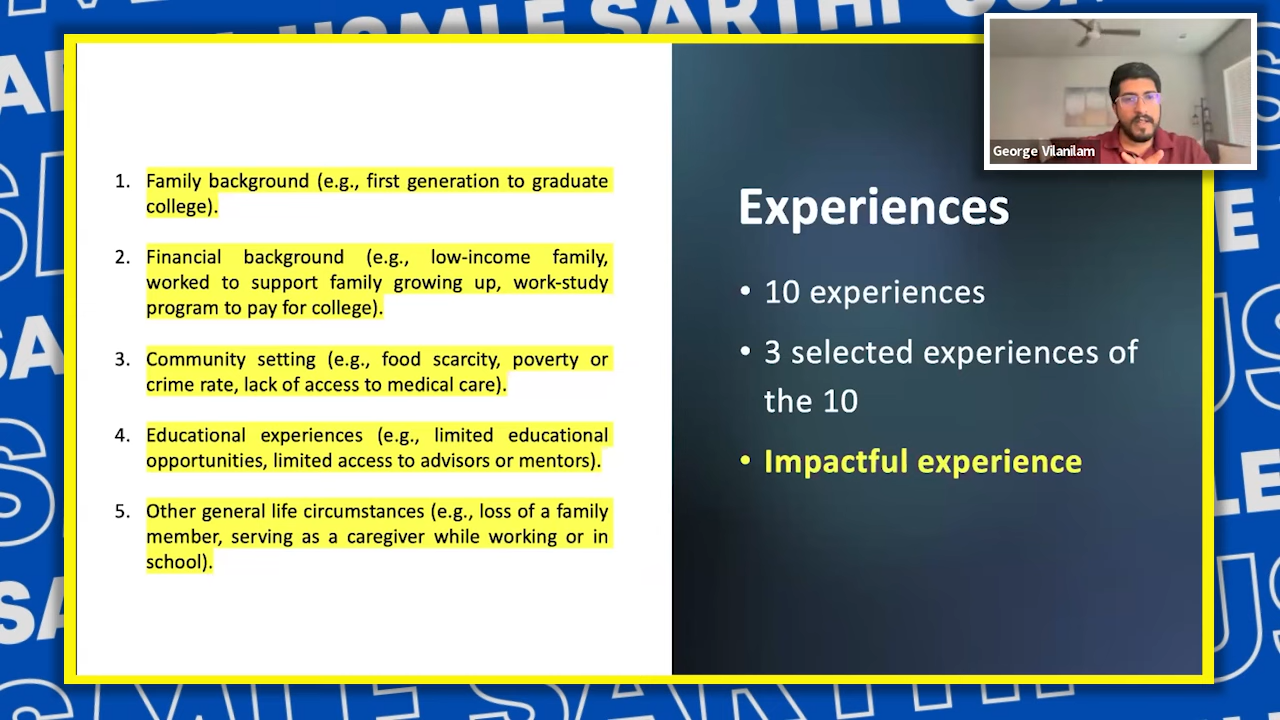 USMLE SARTHI
George Vilanilam
1. Family background (e.g., first generation to graduate
college).
2. Financial background (e.g., low-income family,
worked to support family growing up, work-study
program to pay for college).
3. Community setting (e.g., food scarcity, poverty or
crime rate, lack of access to medical care).
4. Educational experiences (e.g., limited educational
opportunities, limited access to advisors or mentors).
5. Other general life circumstances (e.g., loss of a family
member, serving as a caregiver while working or in
school).
Experiences
• 10 experiences
• 3 selected experiences of
the 10
• Impactful experience